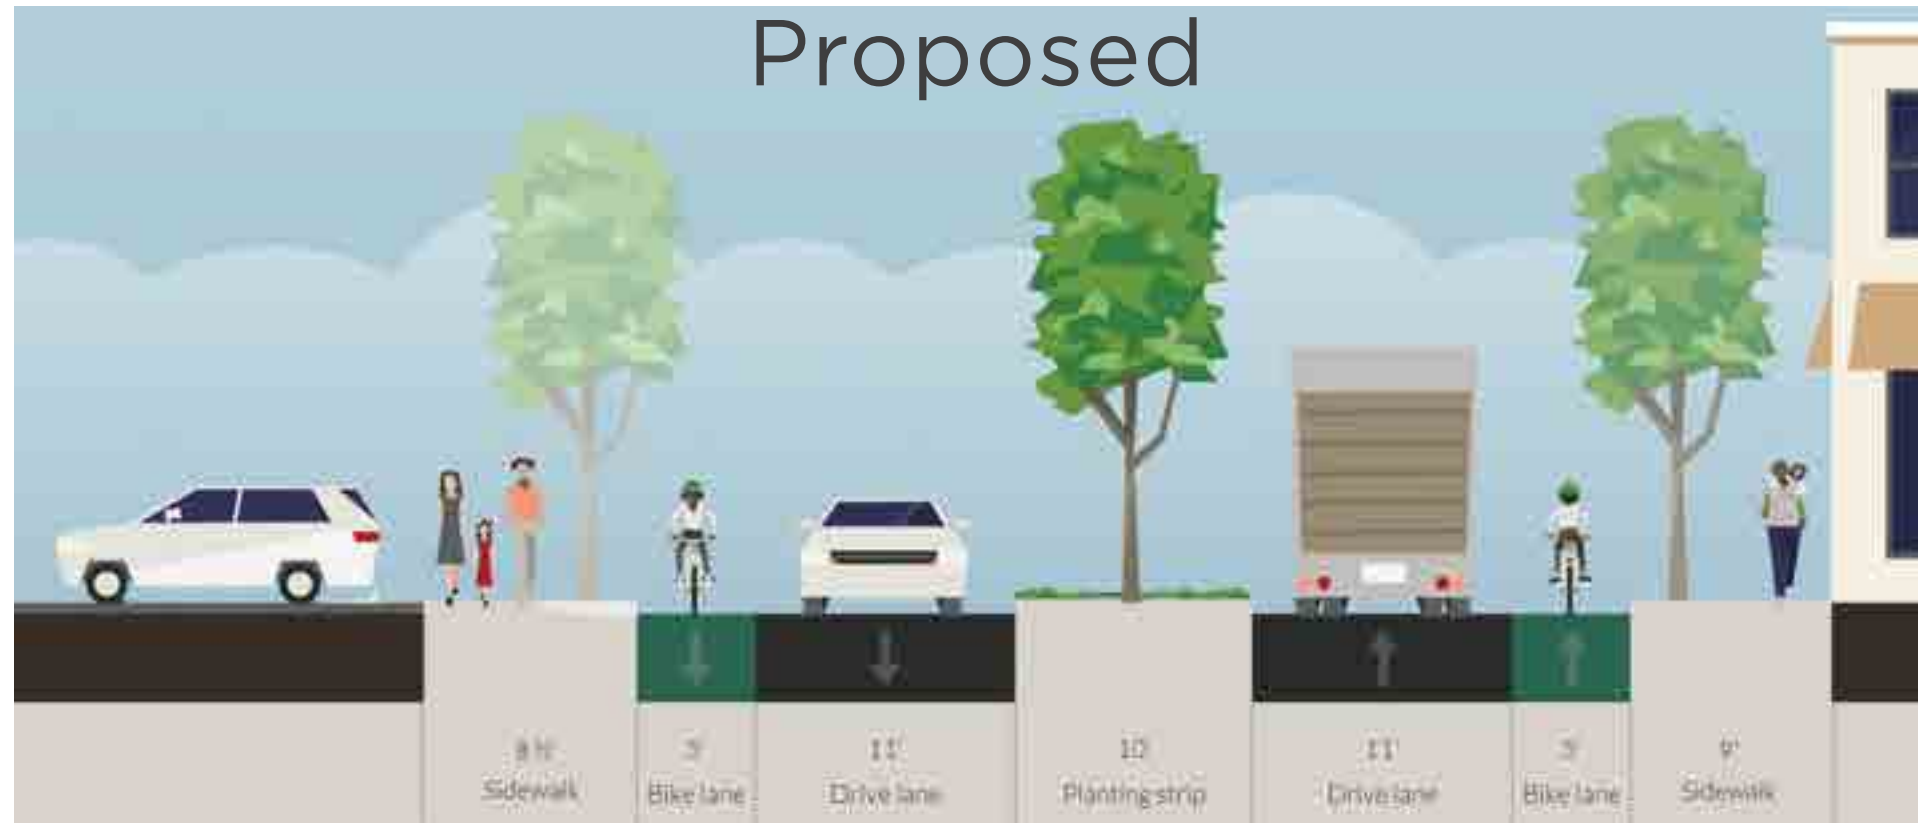 Proposed
5' 11' 10' 11' 5' 9'
Sidewalk Bike lane Drive lane Planting strip Drive lane Bike lane Sidewalk